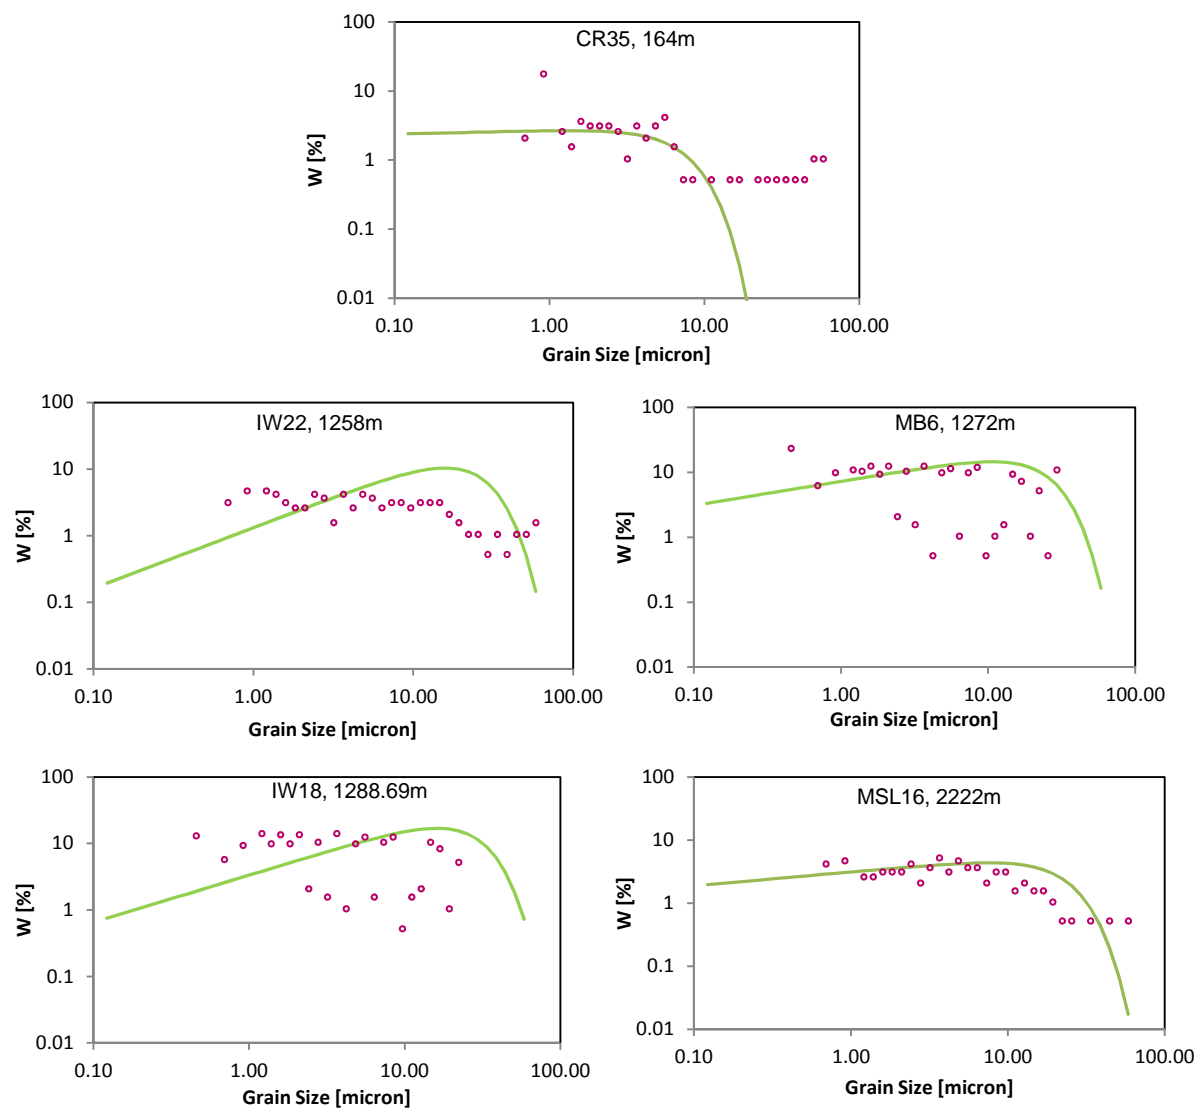 CR35, 164m
100
10
1
0.1
0.01
W [%]
0.10 1.00 10.00 100.00
Grain Size [micron]
IW22, 1258m
100
10
1
0.1
0.01
W [%]
0.10 1.00 10.00 100.00
Grain Size [micron]
MB6, 1272m
100
10
1
0.1
0.01
W [%]
0.10 1.00 10.00 100.00
Grain Size [micron]
IW18, 1288.69m
100
10
1
0.1
0.01
W [%]
0.10 1.00 10.00 100.00
Grain Size [micron]
MSL16, 2222m
100
10
1
0.1
0.01
W [%]
0.10 1.00 10.00 100.00
Grain Size [micron]